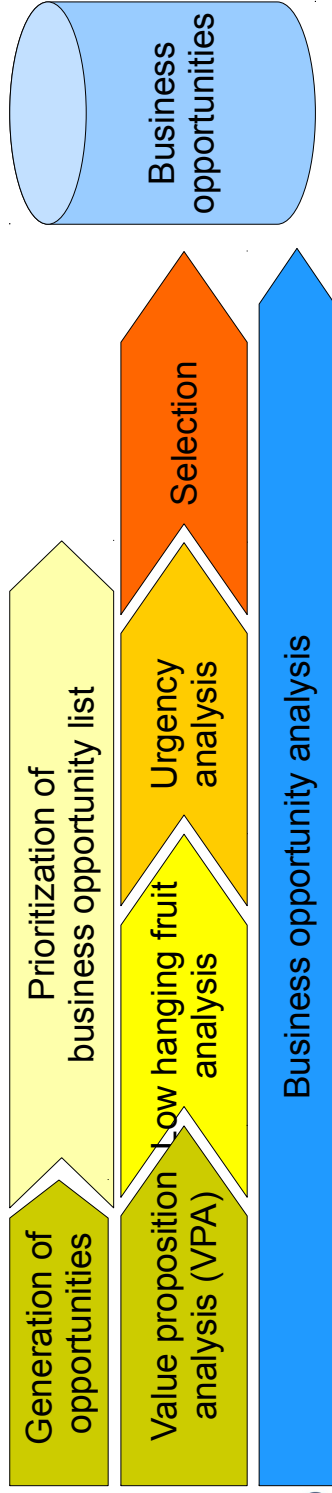 Generation of
opportunities
Prioritization of
business opportunity list
Value proposition
analysis (VPA)
Low hanging fruit
analysis
Urgency
analysis
Selection
Business opportunity analysis
Business
opportunities